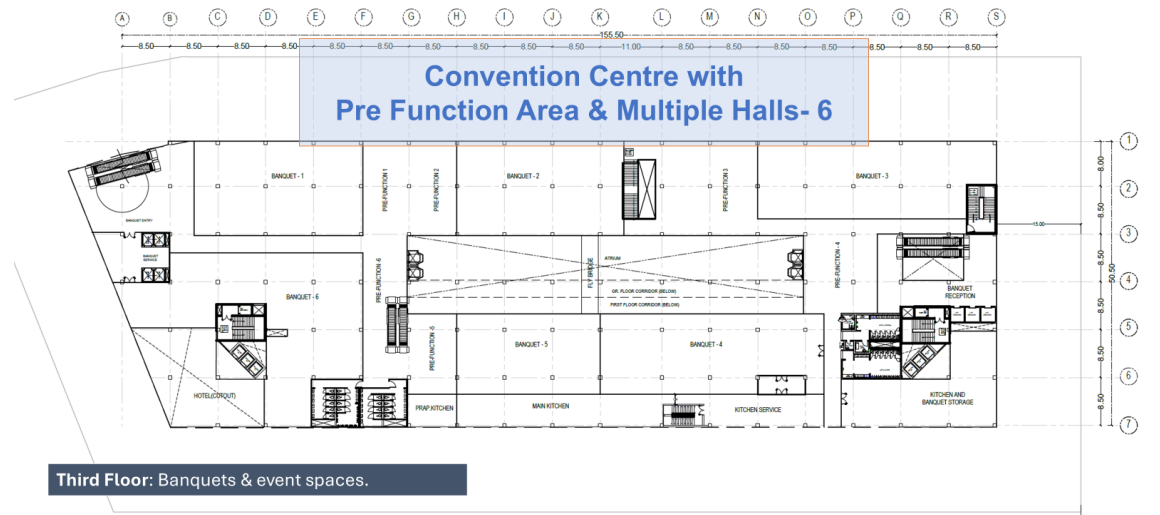 A B C D E F G H I J K L M N O P Q R S
155.50
8.50 8.50 8.50 8.50 8.50 8.50 8.50 8.50 8.50 11.00 8.50 8.50 8.50 8.50 8.50 8.50 8.50
Convention Centre with
Pre Function Area & Multiple Halls- 6
1
8.00
BANQUET - 1
PRE-FUNCTION 1
PRE-FUNCTION 2
BANQUET - 2
PRE-FUNCTION 3
BANQUET - 3
2
8.50
BANQUET ENTRY
15.00
3
BANQUET
SERVICE
PRE-FUNCTION -6
ATRIUM
FLY BRIDGE
PRE-FUNCTION - 4
8.50
50.50
4
GR. FLOOR CORRIDOR (BELOW)
BANQUET
RECEPTION
BANQUET - 6
FIRST FLOOR CORRIDOR (BELOW)
8.50
5
PRE-FUNCTION -5
BANQUET - 5
BANQUET - 4
8.50
6
HOTEL(COTOUT)
KITCHEN AND
BANQUET STORAGE
PRAP.KITCHEN
MAIN KITCHEN
KITCHEN SERVICE
8.50
7
Third Floor: Banquets & event spaces.